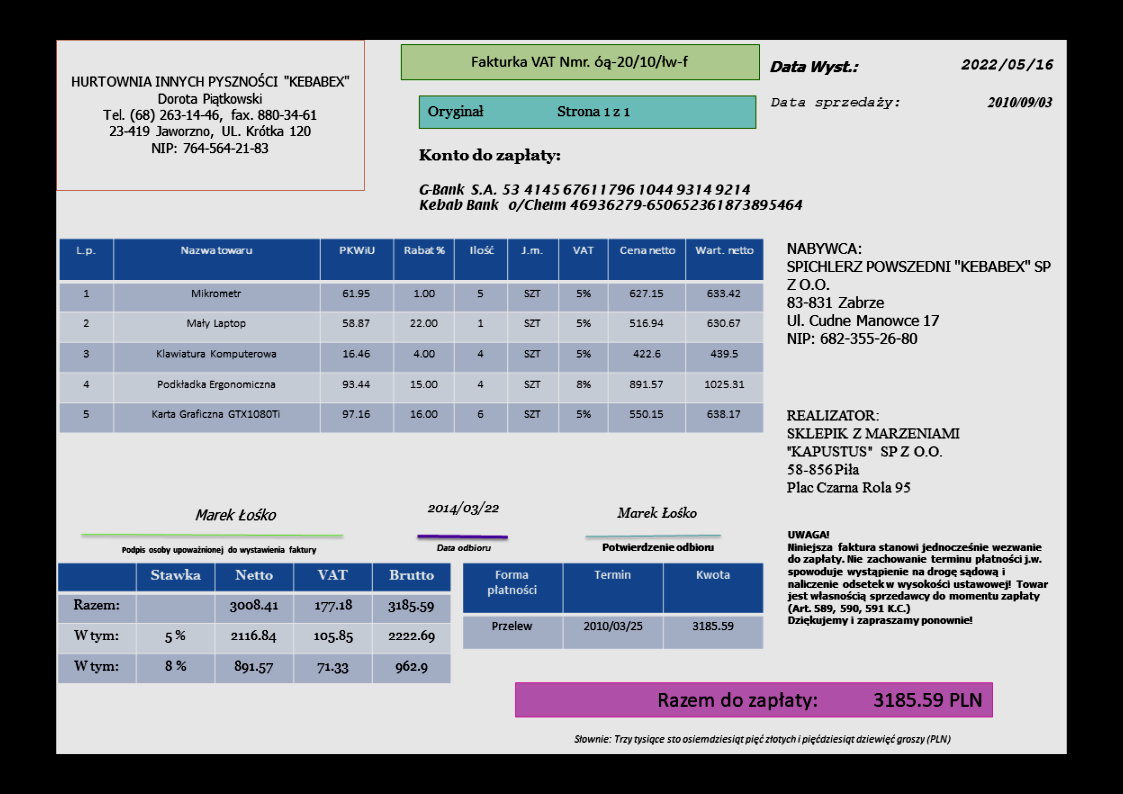 HURTOWNIA INNYCH PYSZNOŚCI "KEBABEX"
Dorota Piątkowski
Tel. (68) 263-14-46, fax. 880-34-61
23-419 Jaworzno, UL. Krótka 120
NIP: 764-564-21-83
Fakturka VAT Nmr. óq-20/10/łw-f
Oryginał Strona 1 z 1
Data Wyst.: 2022/05/16
Data sprzedaży: 2010/09/03
Konto do zapłaty:
G-Bank S.A. 53 4145 67611796 1044 9314 9214
Kebab Bank o/Chełm 46936279-650652361873895464
L.p. Nazwa towaru PKWiU Rabat % Ilość J.m. VAT Cena netto Wart. netto
1 Mikrometr 61.95 1.00 5 SZT 5% 627.15 633.42
2 Mały Laptop 58.87 22.00 1 SZT 5% 516.94 630.67
3 Klawiatura Komputerowa 16.46 4.00 4 SZT 5% 422.6 439.5
4 Podkładka Ergonomiczna 93.44 15.00 4 SZT 8% 891.57 1025.31
5 Karta Graficzna GTX1080Ti 97.16 16.00 6 SZT 5% 550.15 638.17
NABYWCA:
SPICHLERZ POWSZEDNI "KEBABEX" SP
Z O.O.
83-831 Zabrze
Ul. Cudne Manowce 17
NIP: 682-355-26-80
REALIZATOR:
SKLEPIK Z MARZENIAMI
"KAPUSTUS" SP Z O.O.
58-856 Piła
Plac Czarna Rola 95
Marek Łośko
Podpis osoby upoważnionej do wystawienia faktury
2014/03/22
Data odbioru
Marek Łośko
Potwierdzenie odbioru
UWAGA!
Niniejsza faktura stanowi jednocześnie wezwanie
do zapłaty. Nie zachowanie terminu płatności j.w.
spowoduje wystąpienie na drogę sądową i
naliczenie odsetek w wysokości ustawowej! Towar
jest własnością sprzedawcy do momentu zapłaty
(Art. 589, 590, 591 K.C.)
Dziękujemy i zapraszamy ponownie!
Stawka Netto VAT Brutto
Razem: 3008.41 177.18 3185.59
W tym: 5 % 2116.84 105.85 2222.69
W tym: 8 % 891.57 71.33 962.9
Forma
płatności
Termin Kwota
Przelew 2010/03/25 3185.59
Razem do zapłaty: 3185.59 PLN
Słownie: Trzy tysiące sto osiemdziesiąt pięć złotych i pięćdziesiąt dziewięć groszy (PLN)